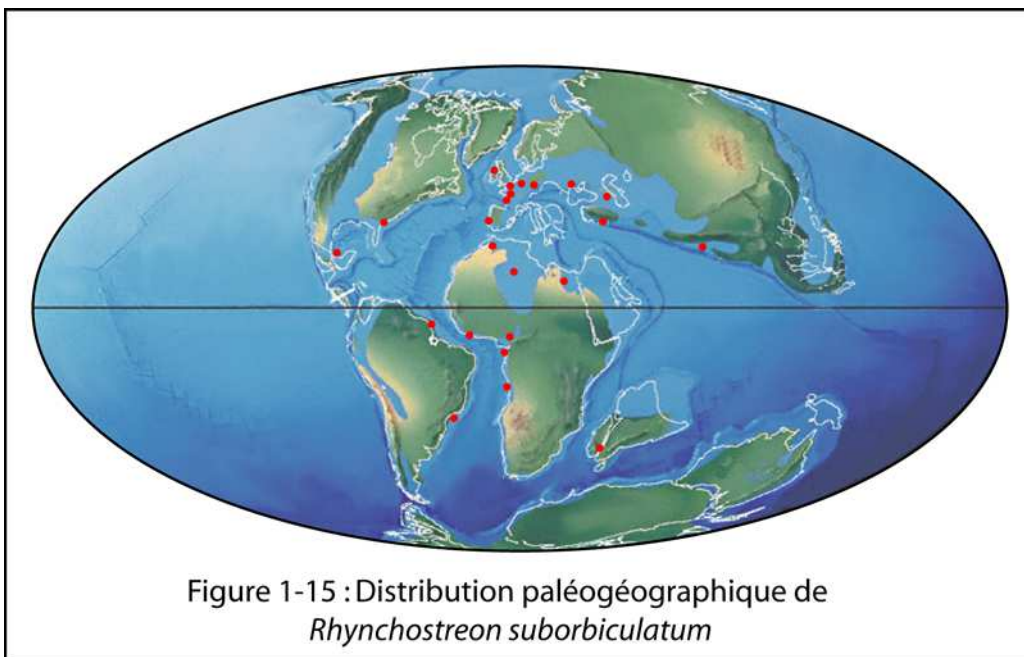 Figure 1-15 : Distribution paléogéographique de
Rhynchostreon suborbiculatum